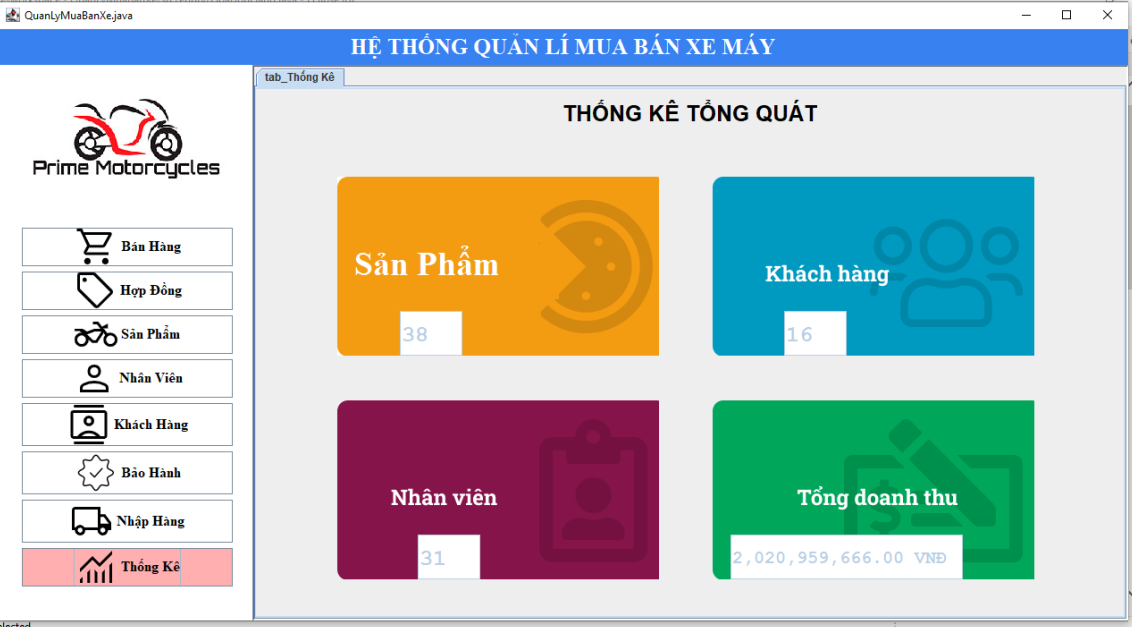 QuanLyMuaBanXe.java
HỆ THỐNG QUẢN LÍ MUA BÁN XE MÁY
Prime Motorcycles
Bán Hàng
Hợp Đồng
Sản Phẩm
Nhân Viên
Khách Hàng
Bảo Hành
Nhập Hàng
Thống Kê
tab_Thống Kê
THỐNG KÊ TỔNG QUÁT
Sản Phẩm
38
Khách hàng
16
Nhân viên
31
Tổng doanh thu
$
2,020,959,666.00 VNĐ